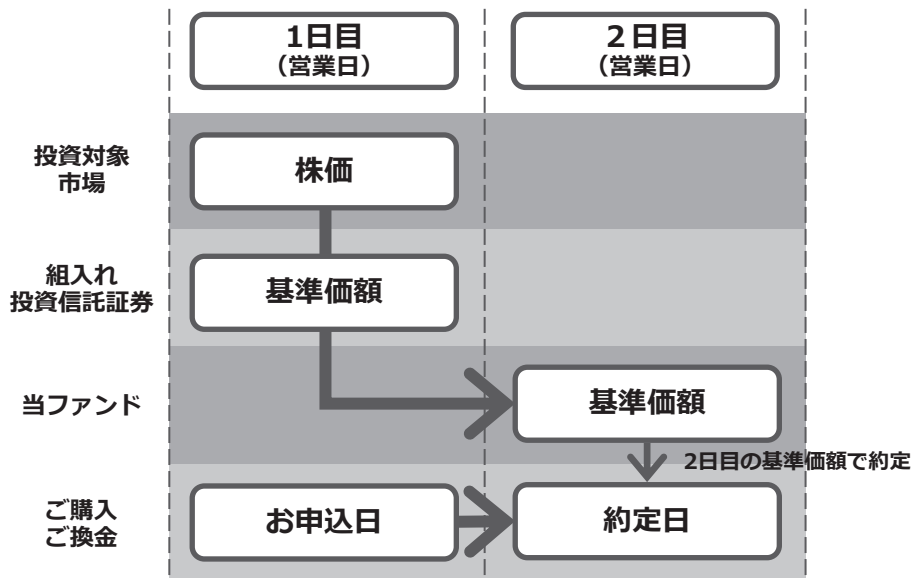 1日目
(営業日)
2日目
(営業日)
投資対象
市場
株価
組入れ
投資信託証券
基準価額
当ファンド
基準価額
2日目の基準価額で約定
ご購入
ご換金
お申込日
約定日